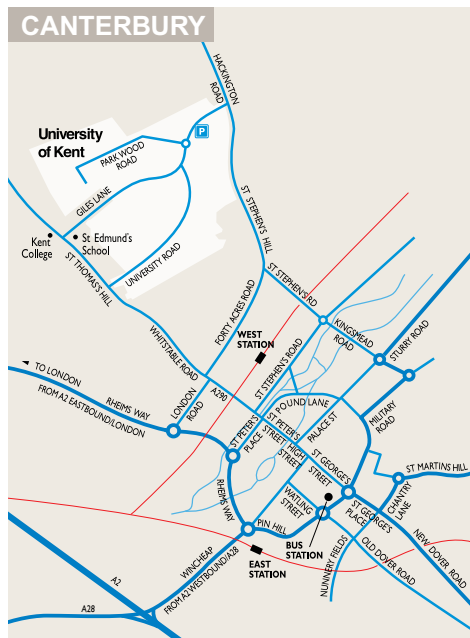 CANTERBURY
HACKINGTON
ROAD
University
of Kent
P
PARK WOOD
ROAD
GILES LANE
ST STEPHEN'S HILL
Kent
College
St Edmund's
School
UNIVERSITY ROAD
ST THOMAS'S HILL
ST STEPHEN'S RD
FORTY ACRES ROAD
WHITSTABLE ROAD
WEST
STATION
KINGSMEAD
ROAD
STURRY ROAD
ST STEPHEN'S ROAD
TO LONDON
FROM A2 EASTBOUND/LONDON
RHEIMS WAY
A290
LONDON
ROAD
POUND LANE
ST PETER'S
STREET
PALACE ST
MILITARY
ROAD
ST PETER'S
PLACE
HIGH
STREET
ST GEORGE'S
STREET
ST MARTINS HILL
CHANTRY
LANE
RHEIMS WAY
WATLING
STREET
ST GEORGE'S
PLACE
PIN HILL
BUS
STATION
WINCHEAP
FROM A2 WESTBOUND/A28
EAST
STATION
NUNNERY FIELDS
OLD DOVER ROAD
NEW DOVER ROAD
A2
A28